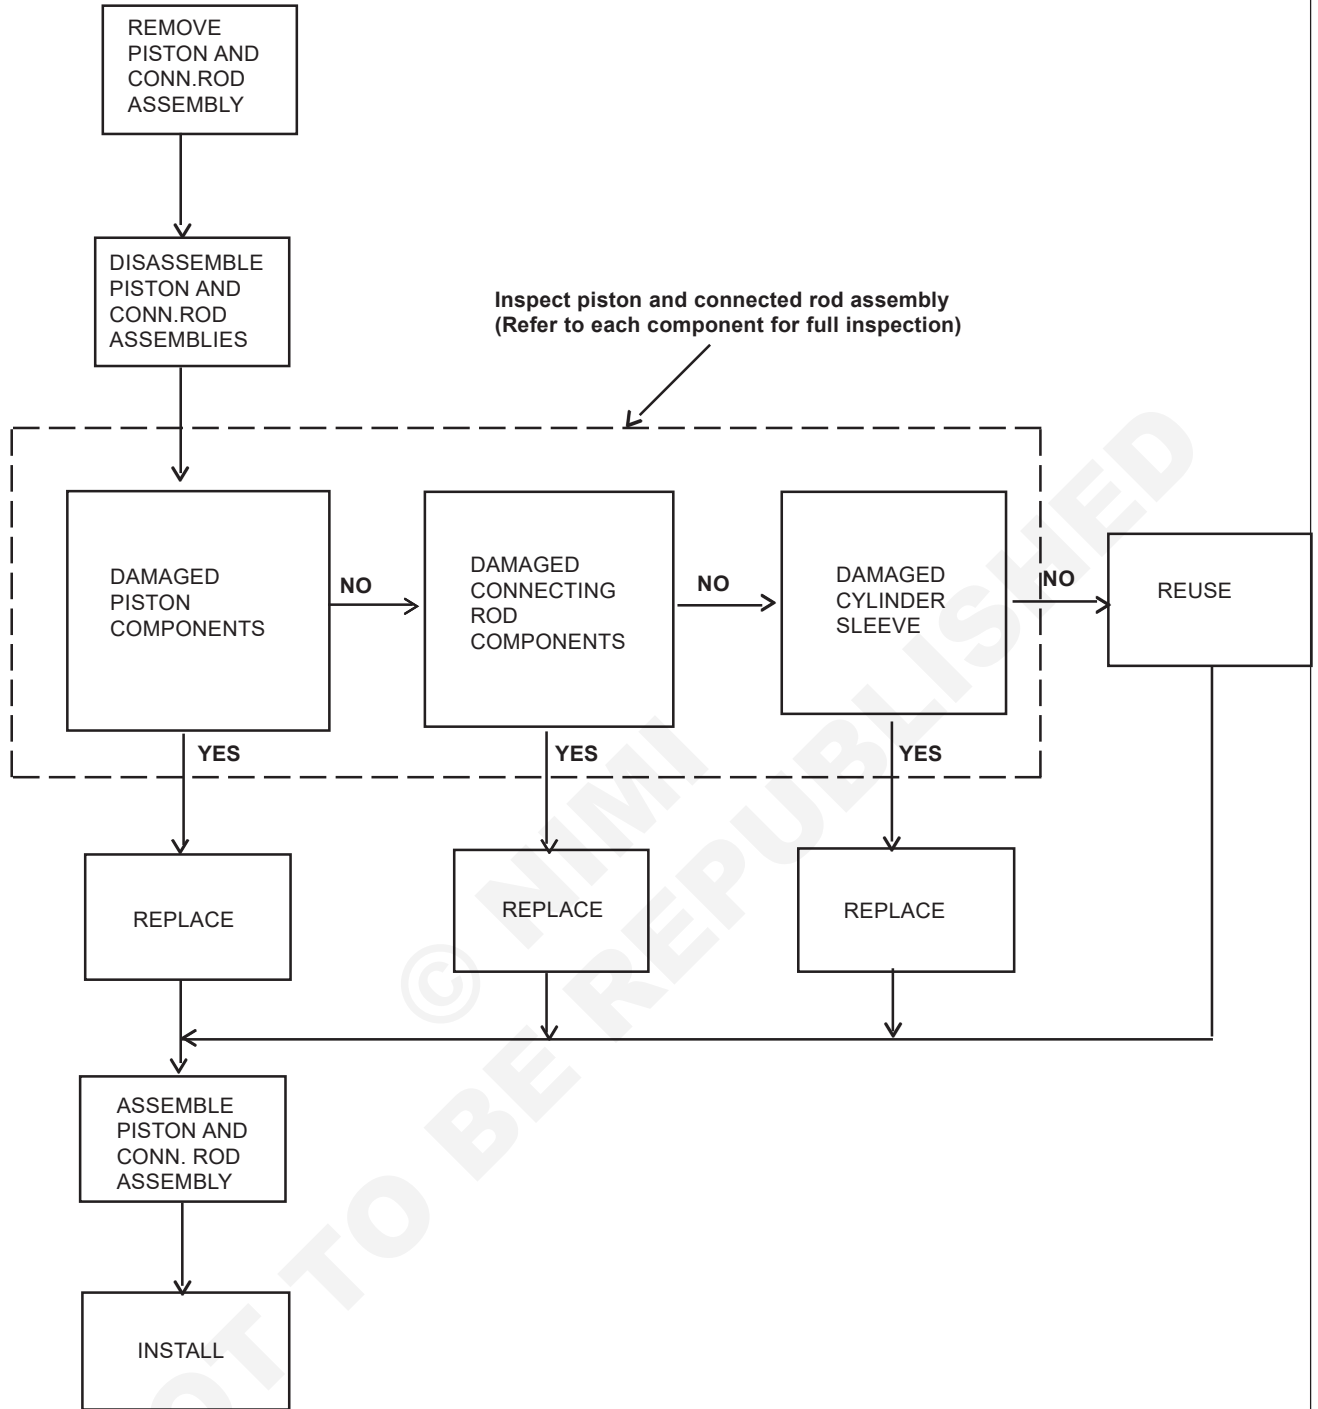 REMOVE
PISTON AND
CONN.ROD
ASSEMBLY
DISASSEMBLE
PISTON AND
CONN.ROD
ASSEMBLIES
Inspect piston and connected rod assembly
(Refer to each component for full inspection)
DAMAGED
PISTON
COMPONENTS
NO
DAMAGED
CONNECTING
ROD
COMPONENTS
NO
DAMAGED
CYLINDER
SLEEVE
NO
REUSE
YES
YES
YES
REPLACE
REPLACE
REPLACE
ASSEMBLE
PISTON AND
CONN. ROD
ASSEMBLY
INSTALL
© NIMI
OT TO BE REPUBLISHED